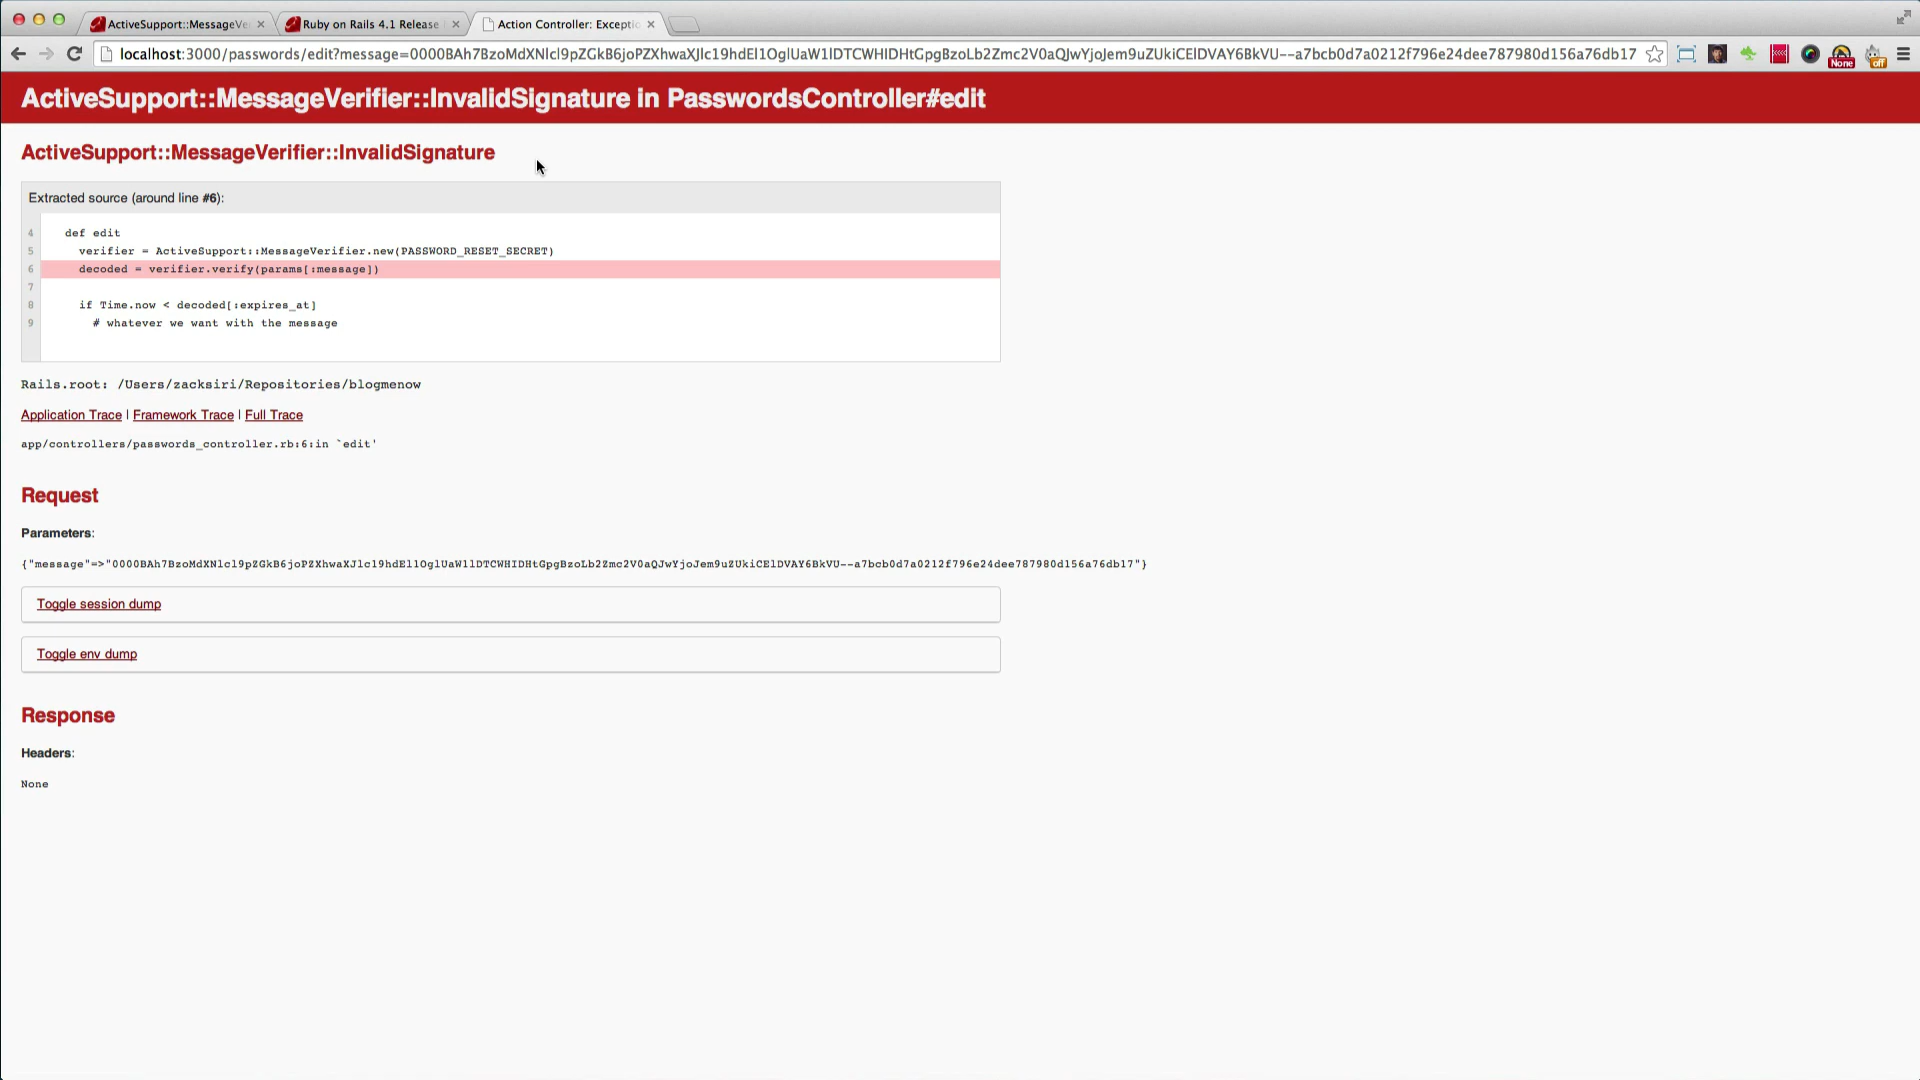 ActiveSupport::MessageVe
Ruby on Rails 4.1 Release
Action Controller: Exceptio
localhost:3000/passwords/edit?message=0000BAh7BzoMdXNlcl9pZGkB6joPZXhwaXJlc19hdEl1OglUaW1lDTCWHIDHtGpgBzoLb2Zmc2V0aQJwYjoJem9uZUkiCElDVAY6BkVU--a7bcb0d7a0212f796e24dee787980d156a76db17
None
off
ActiveSupport::MessageVerifier::InvalidSignature in PasswordsController#edit
ActiveSupport::MessageVerifier::InvalidSignature
Extracted source (around line #6):
4 def edit
5 verifier = ActiveSupport::MessageVerifier.new(PASSWORD_RESET_SECRET)
6 decoded = verifier.verify(params[:message])
7
8 if Time.now < decoded[:expires_at]
9 # whatever we want with the message
Rails.root: /Users/zacksiri/Repositories/blogmenow
Application Trace | Framework Trace | Full Trace
app/controllers/passwords_controller.rb:6:in `edit'
Request
Parameters:
{"message"=>"0000BAh7BzoMdXNlcl9pZGkB6joPZXhwaXJlc19hdEl1OglUaW1lDTCWHIDHtGpgBzoLb2Zmc2V0aQJwYjoJem9uZUkiCElDVAY6BkVU--a7bcb0d7a0212f796e24dee787980d156a76db17"}
Toggle session dump
Toggle env dump
Response
Headers:
None